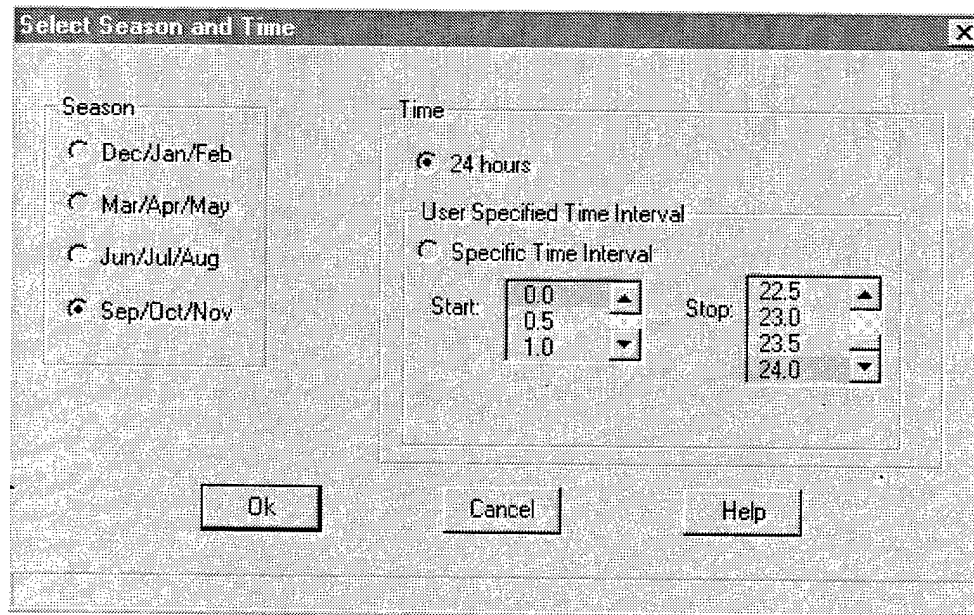 Select Season and Time
Season
Dec/Jan/Feb
Mar/Apr/May
Jun/Jul/Aug
Sep/Oct/Nov
Time
24 hours
User Specified Time Interval
Specific Time Interval
Start:
0.0
0.5
1.0
Stop:
22.5
23.0
23.5
24.0
Ok
Cancel
Help